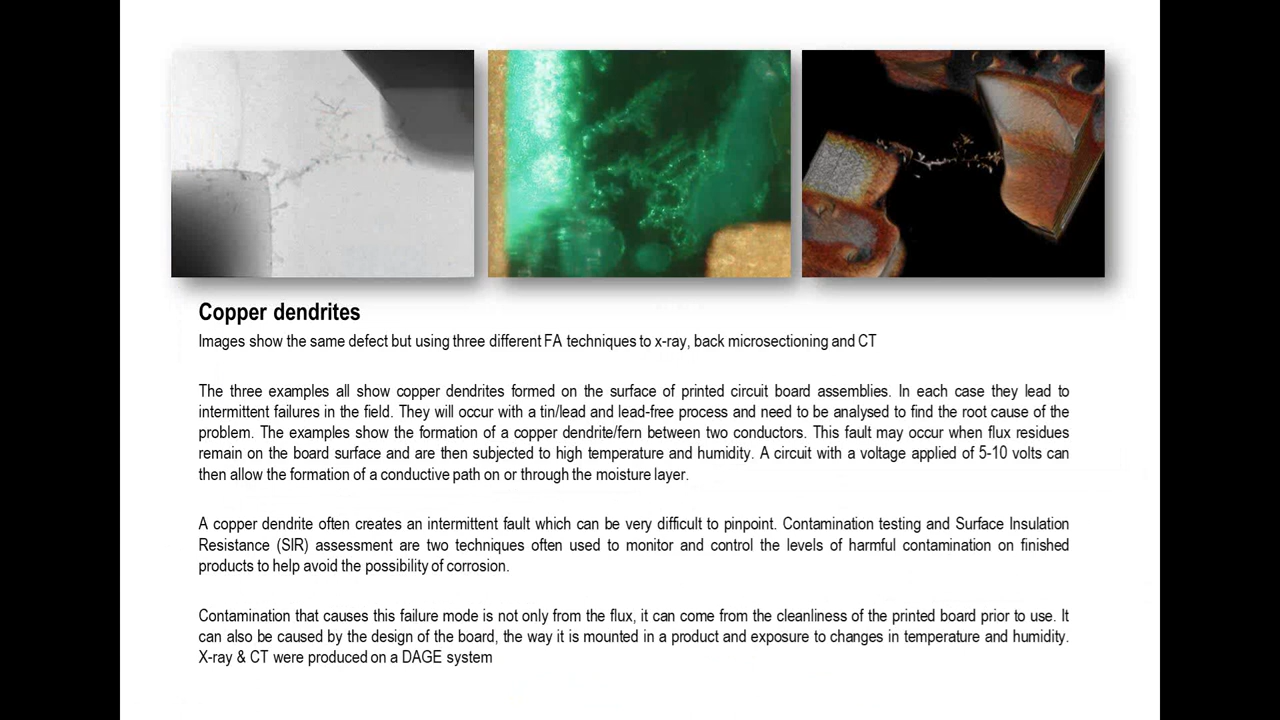 Copper dendrites
Images show the same defect but using three different FA techniques to x-ray, back microsectioning and CT
The three examples all show copper dendrites formed on the surface of printed circuit board assemblies. In each case they lead to
intermittent failures in the field. They will occur with a tin/lead and lead-free process and need to be analysed to find the root cause of the
problem. The examples show the formation of a copper dendrite/fern between two conductors. This fault may occur when flux residues
remain on the board surface and are then subjected to high temperature and humidity. A circuit with a voltage applied of 5-10 volts can
then allow the formation of a conductive path on or through the moisture layer.
A copper dendrite often creates an intermittent fault which can be very difficult to pinpoint. Contamination testing and Surface Insulation
Resistance (SIR) assessment are two techniques often used to monitor and control the levels of harmful contamination on finished
products to help avoid the possibility of corrosion.
Contamination that causes this failure mode is not only from the flux, it can come from the cleanliness of the printed board prior to use. It
can also be caused by the design of the board, the way it is mounted in a product and exposure to changes in temperature and humidity.
X-ray & CT were produced on a DAGE system